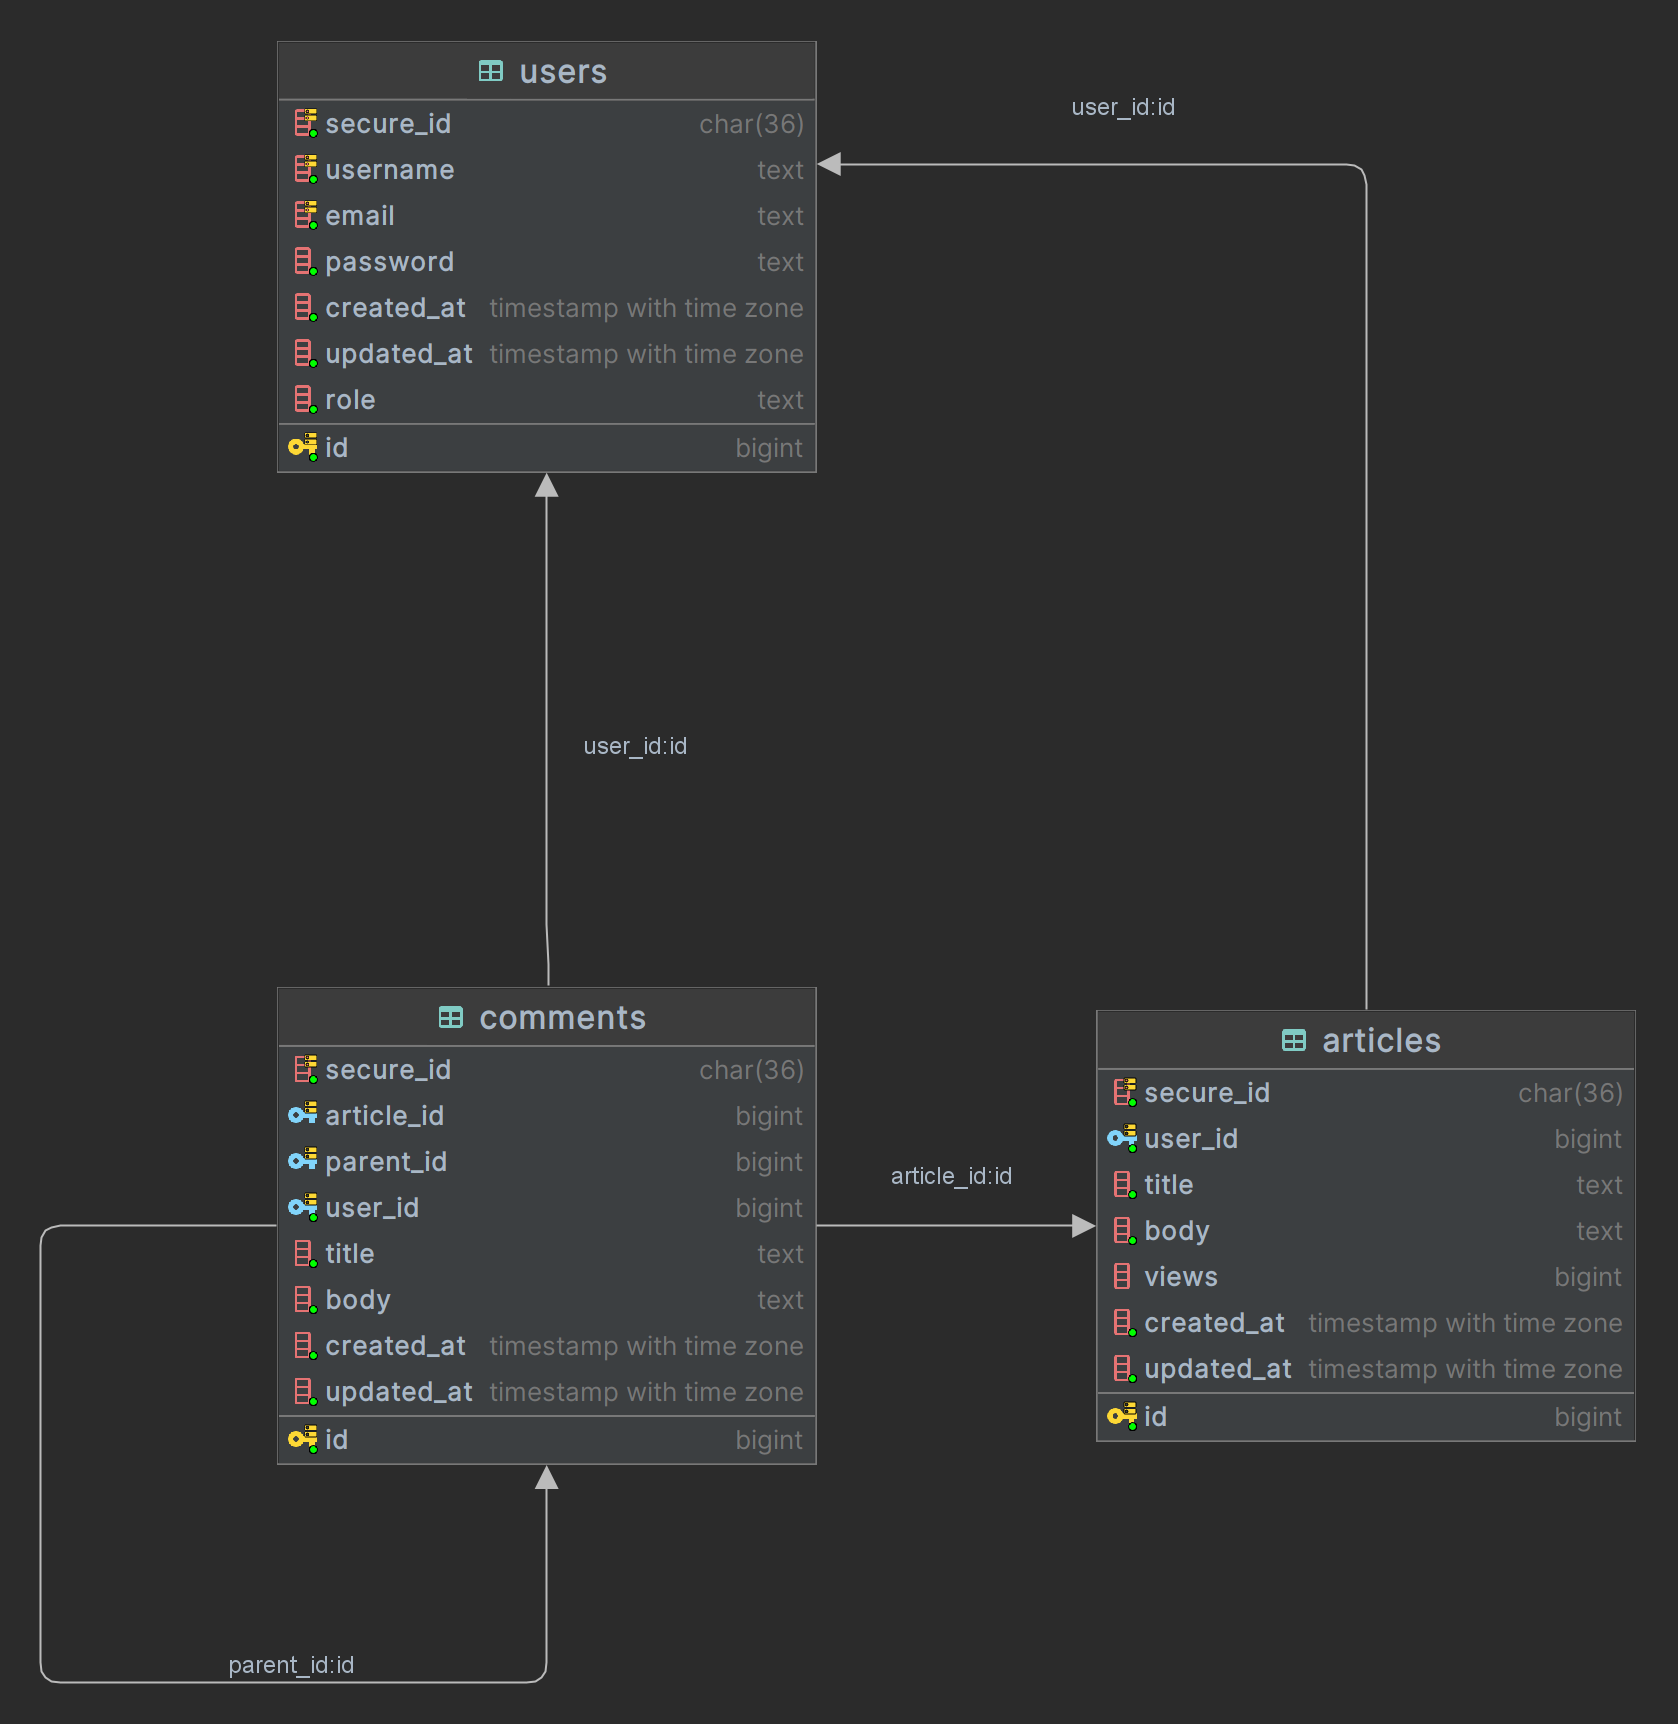 users
secure_id char(36)
username text
email text
password text
created_at timestamp with time zone
updated_at timestamp with time zone
role text
id bigint
user_id:id
user_id:id
comments
secure_id char(36)
article_id bigint
parent_id bigint
user_id bigint
title text
body text
created_at timestamp with time zone
updated_at timestamp with time zone
id bigint
article_id:id
articles
secure_id char(36)
user_id bigint
title text
body text
views bigint
created_at timestamp with time zone
updated_at timestamp with time zone
id bigint
parent_id:id